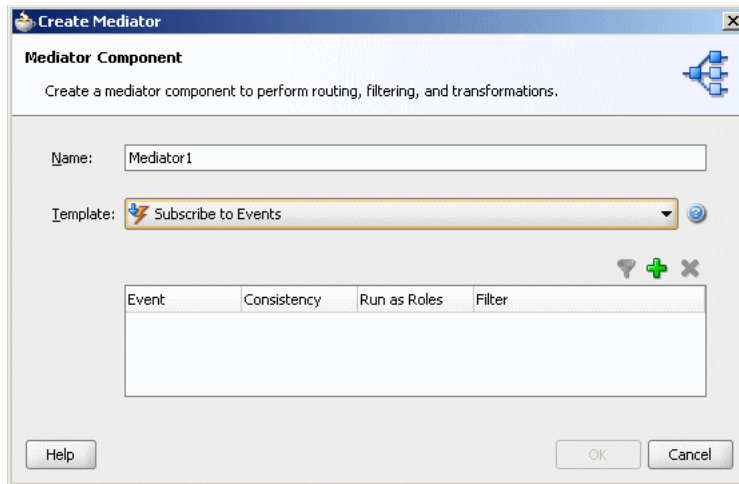 Create Mediator
Mediator Component
Create a mediator component to perform routing, filtering, and transformations.
Name: Mediator1
Template: Subscribe to Events
Event Consistency Run as Roles Filter
Help OK Cancel